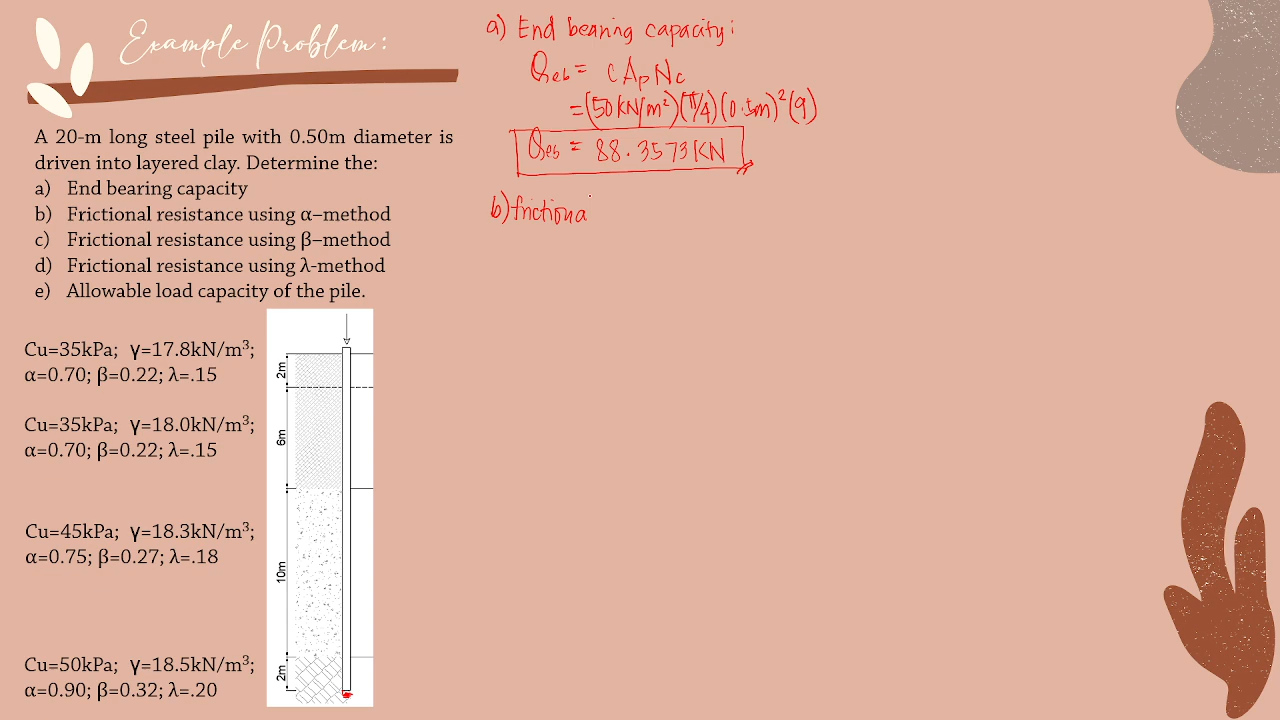 Example Problem:
A 20-m long steel pile with 0.50m diameter is
driven into layered clay. Determine the:
a) End bearing capacity
b) Frictional resistance using α–method
c) Frictional resistance using β–method
d) Frictional resistance using λ-method
e) Allowable load capacity of the pile.
Cu=35kPa; γ=17.8kN/m³;
α=0.70; β=0.22; λ=.15
Cu=35kPa; γ=18.0kN/m³;
α=0.70; β=0.22; λ=.15
Cu=45kPa; γ=18.3kN/m³;
α=0.75; β=0.27; λ=.18
Cu=50kPa; γ=18.5kN/m³;
α=0.90; β=0.32; λ=.20
2m
6m
10m
2m
a) End bearing capacity:
Qeb = cApNc
=(50kN/m²)(π/4)(0.5m)²(9)
Qeb = 88.3573KN
b) frictiona